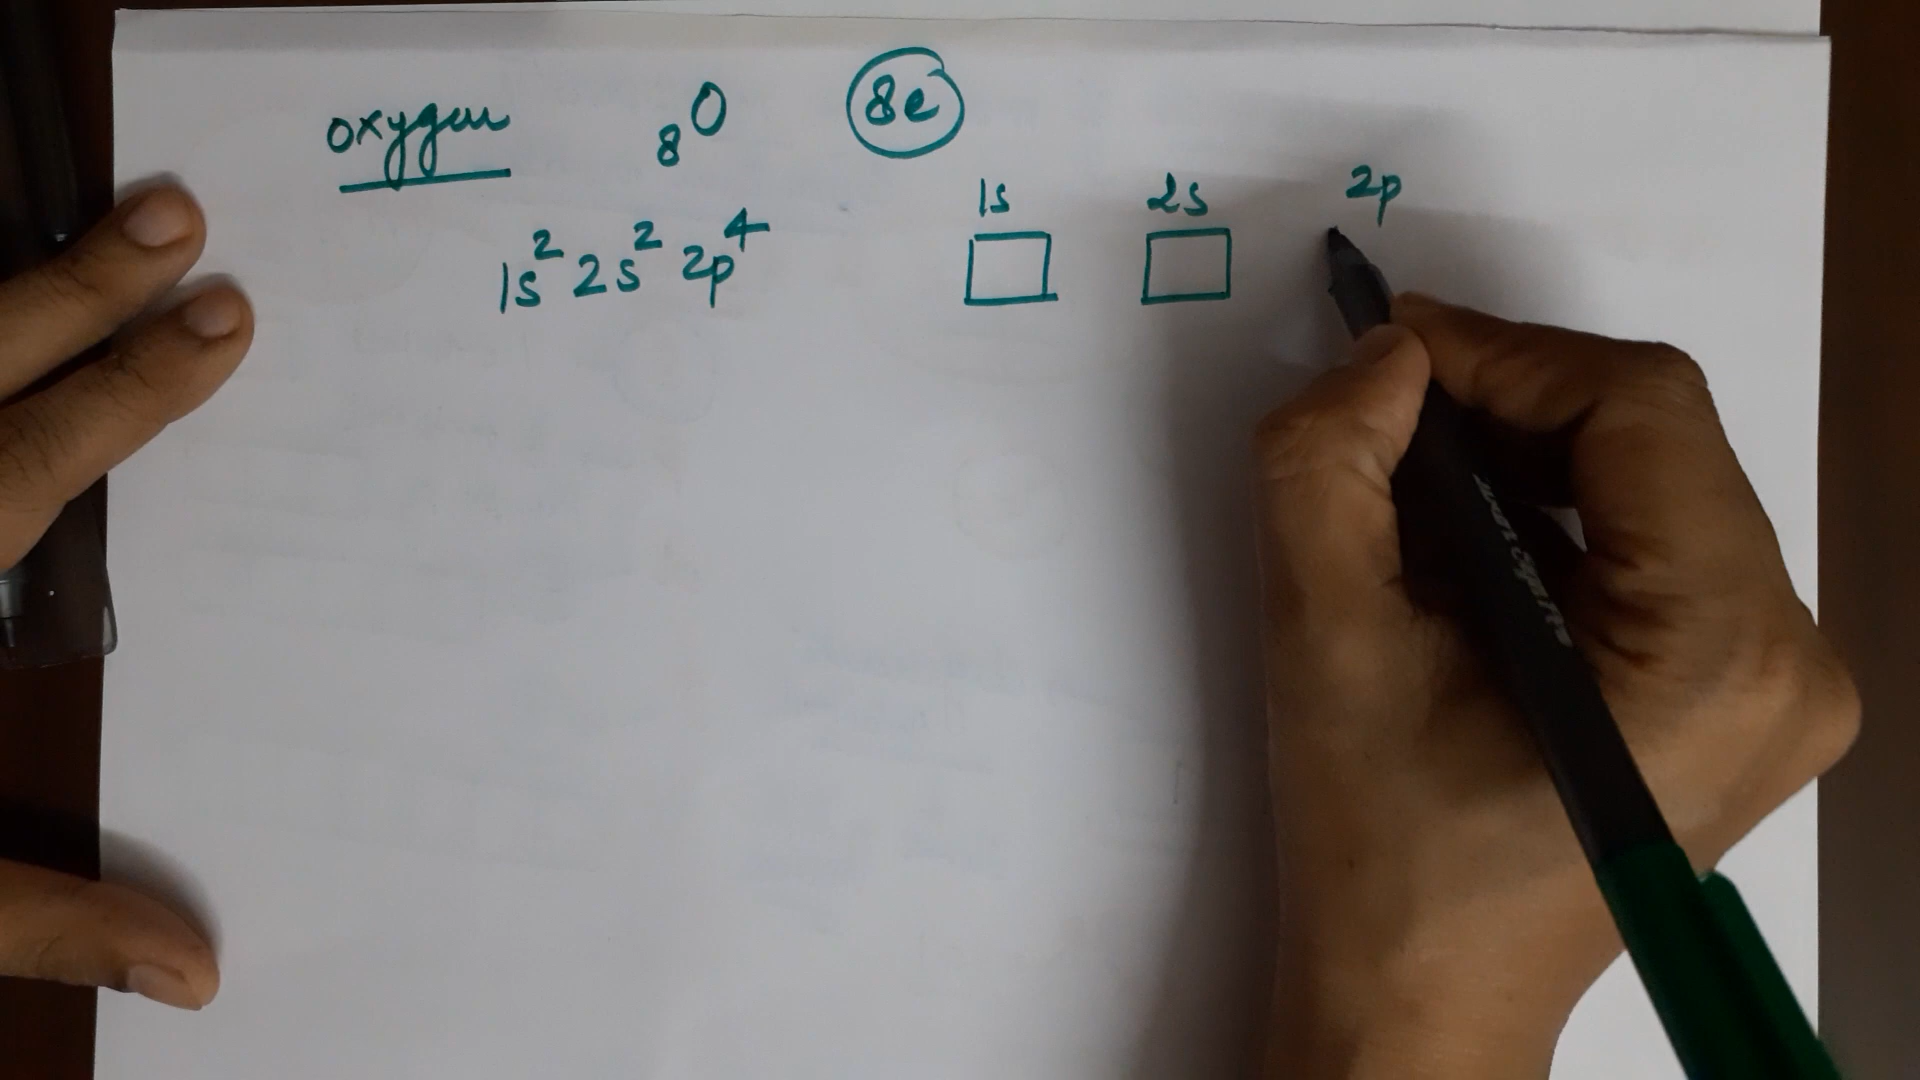 oxygen ₈O 8e
1s 2s 2p
1s² 2s² 2p⁴